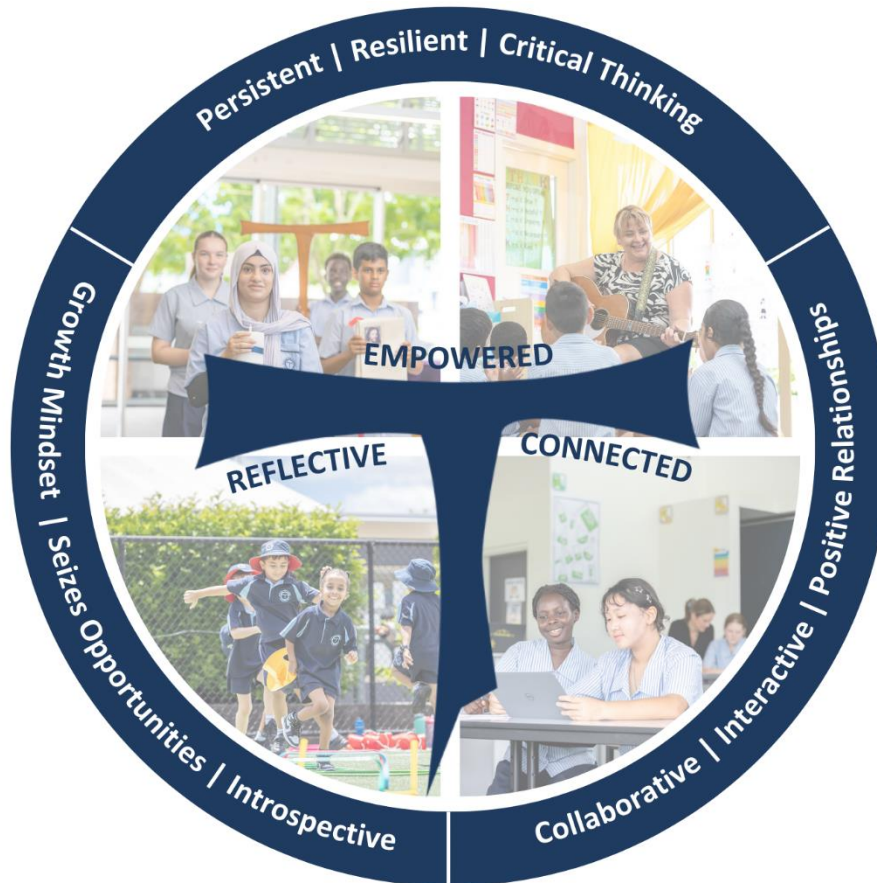 Persistent | Resilient | Critical Thinking
EMPOWERED
REFLECTIVE
CONNECTED
Growth Mindset | Seizes Opportunities | Introspective
Collaborative | Interactive | Positive Relationships